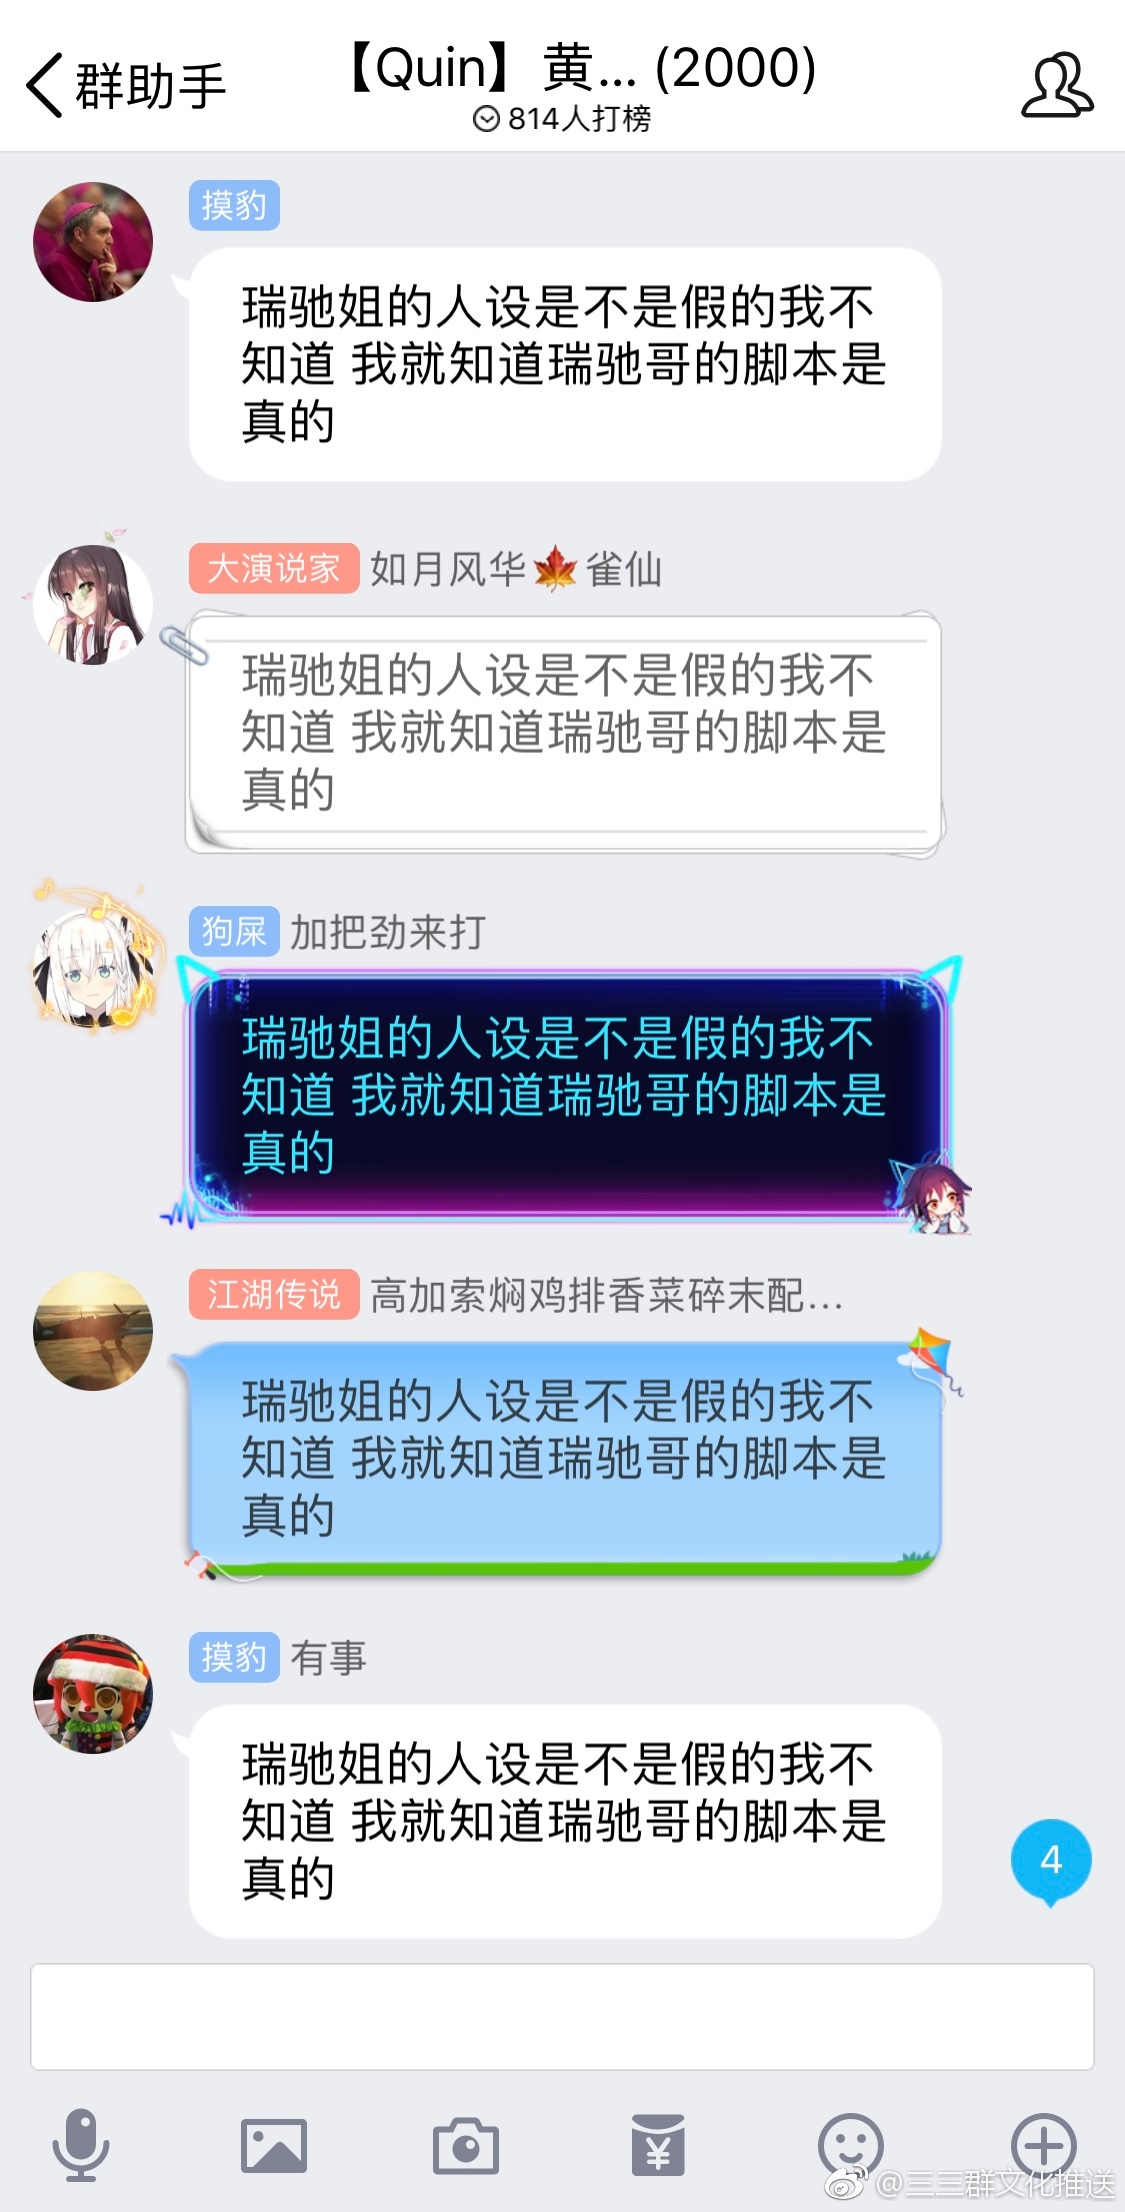 群助手
【Quin】黄... (2000)
814人打榜
摸豹
瑞驰姐的人设是不是假的我不
知道 我就知道瑞驰哥的脚本是
真的
大演说家 如月风华🍁雀仙
瑞驰姐的人设是不是假的我不
知道 我就知道瑞驰哥的脚本是
真的
狗屎 加把劲来打
瑞驰姐的人设是不是假的我不
知道 我就知道瑞驰哥的脚本是
真的
江湖传说 高加索焖鸡排香菜碎末配...
瑞驰姐的人设是不是假的我不
知道 我就知道瑞驰哥的脚本是
真的
摸豹 有事
瑞驰姐的人设是不是假的我不
知道 我就知道瑞驰哥的脚本是
真的
4
¥
@三三群文化推送